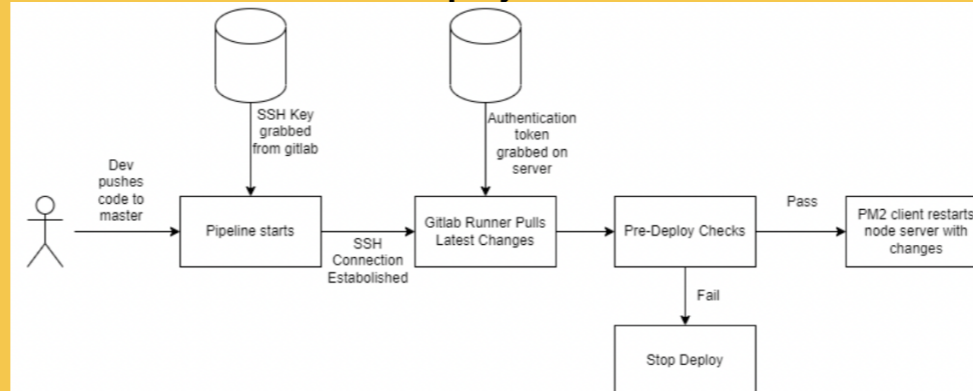 SSH Key
grabbed
from gitlab
Authentication
token
grabbed on
server
Dev
pushes
code to
master
Pipeline starts
SSH
Connection
Estabolished
Gitlab Runner Pulls
Latest Changes
Pre-Deploy Checks
Pass
PM2 client restarts
node server with
changes
Fail
Stop Deploy